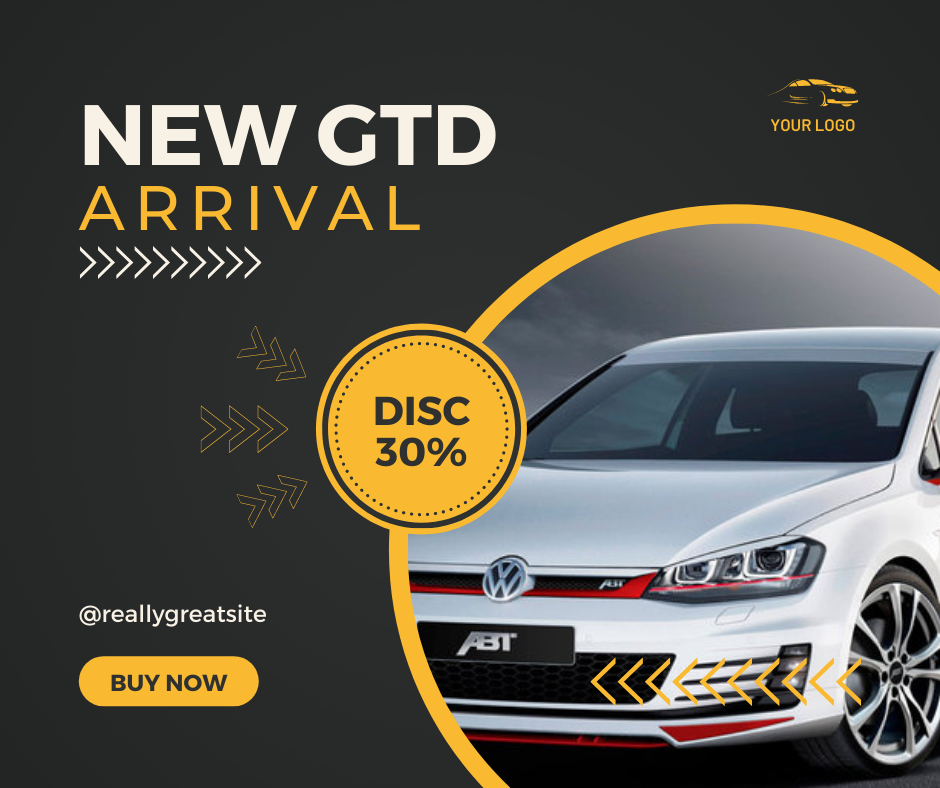 NEW GTD
ARRIVAL
YOUR LOGO
DISC
30%
ABT
ABT
@reallygreatsite
BUY NOW